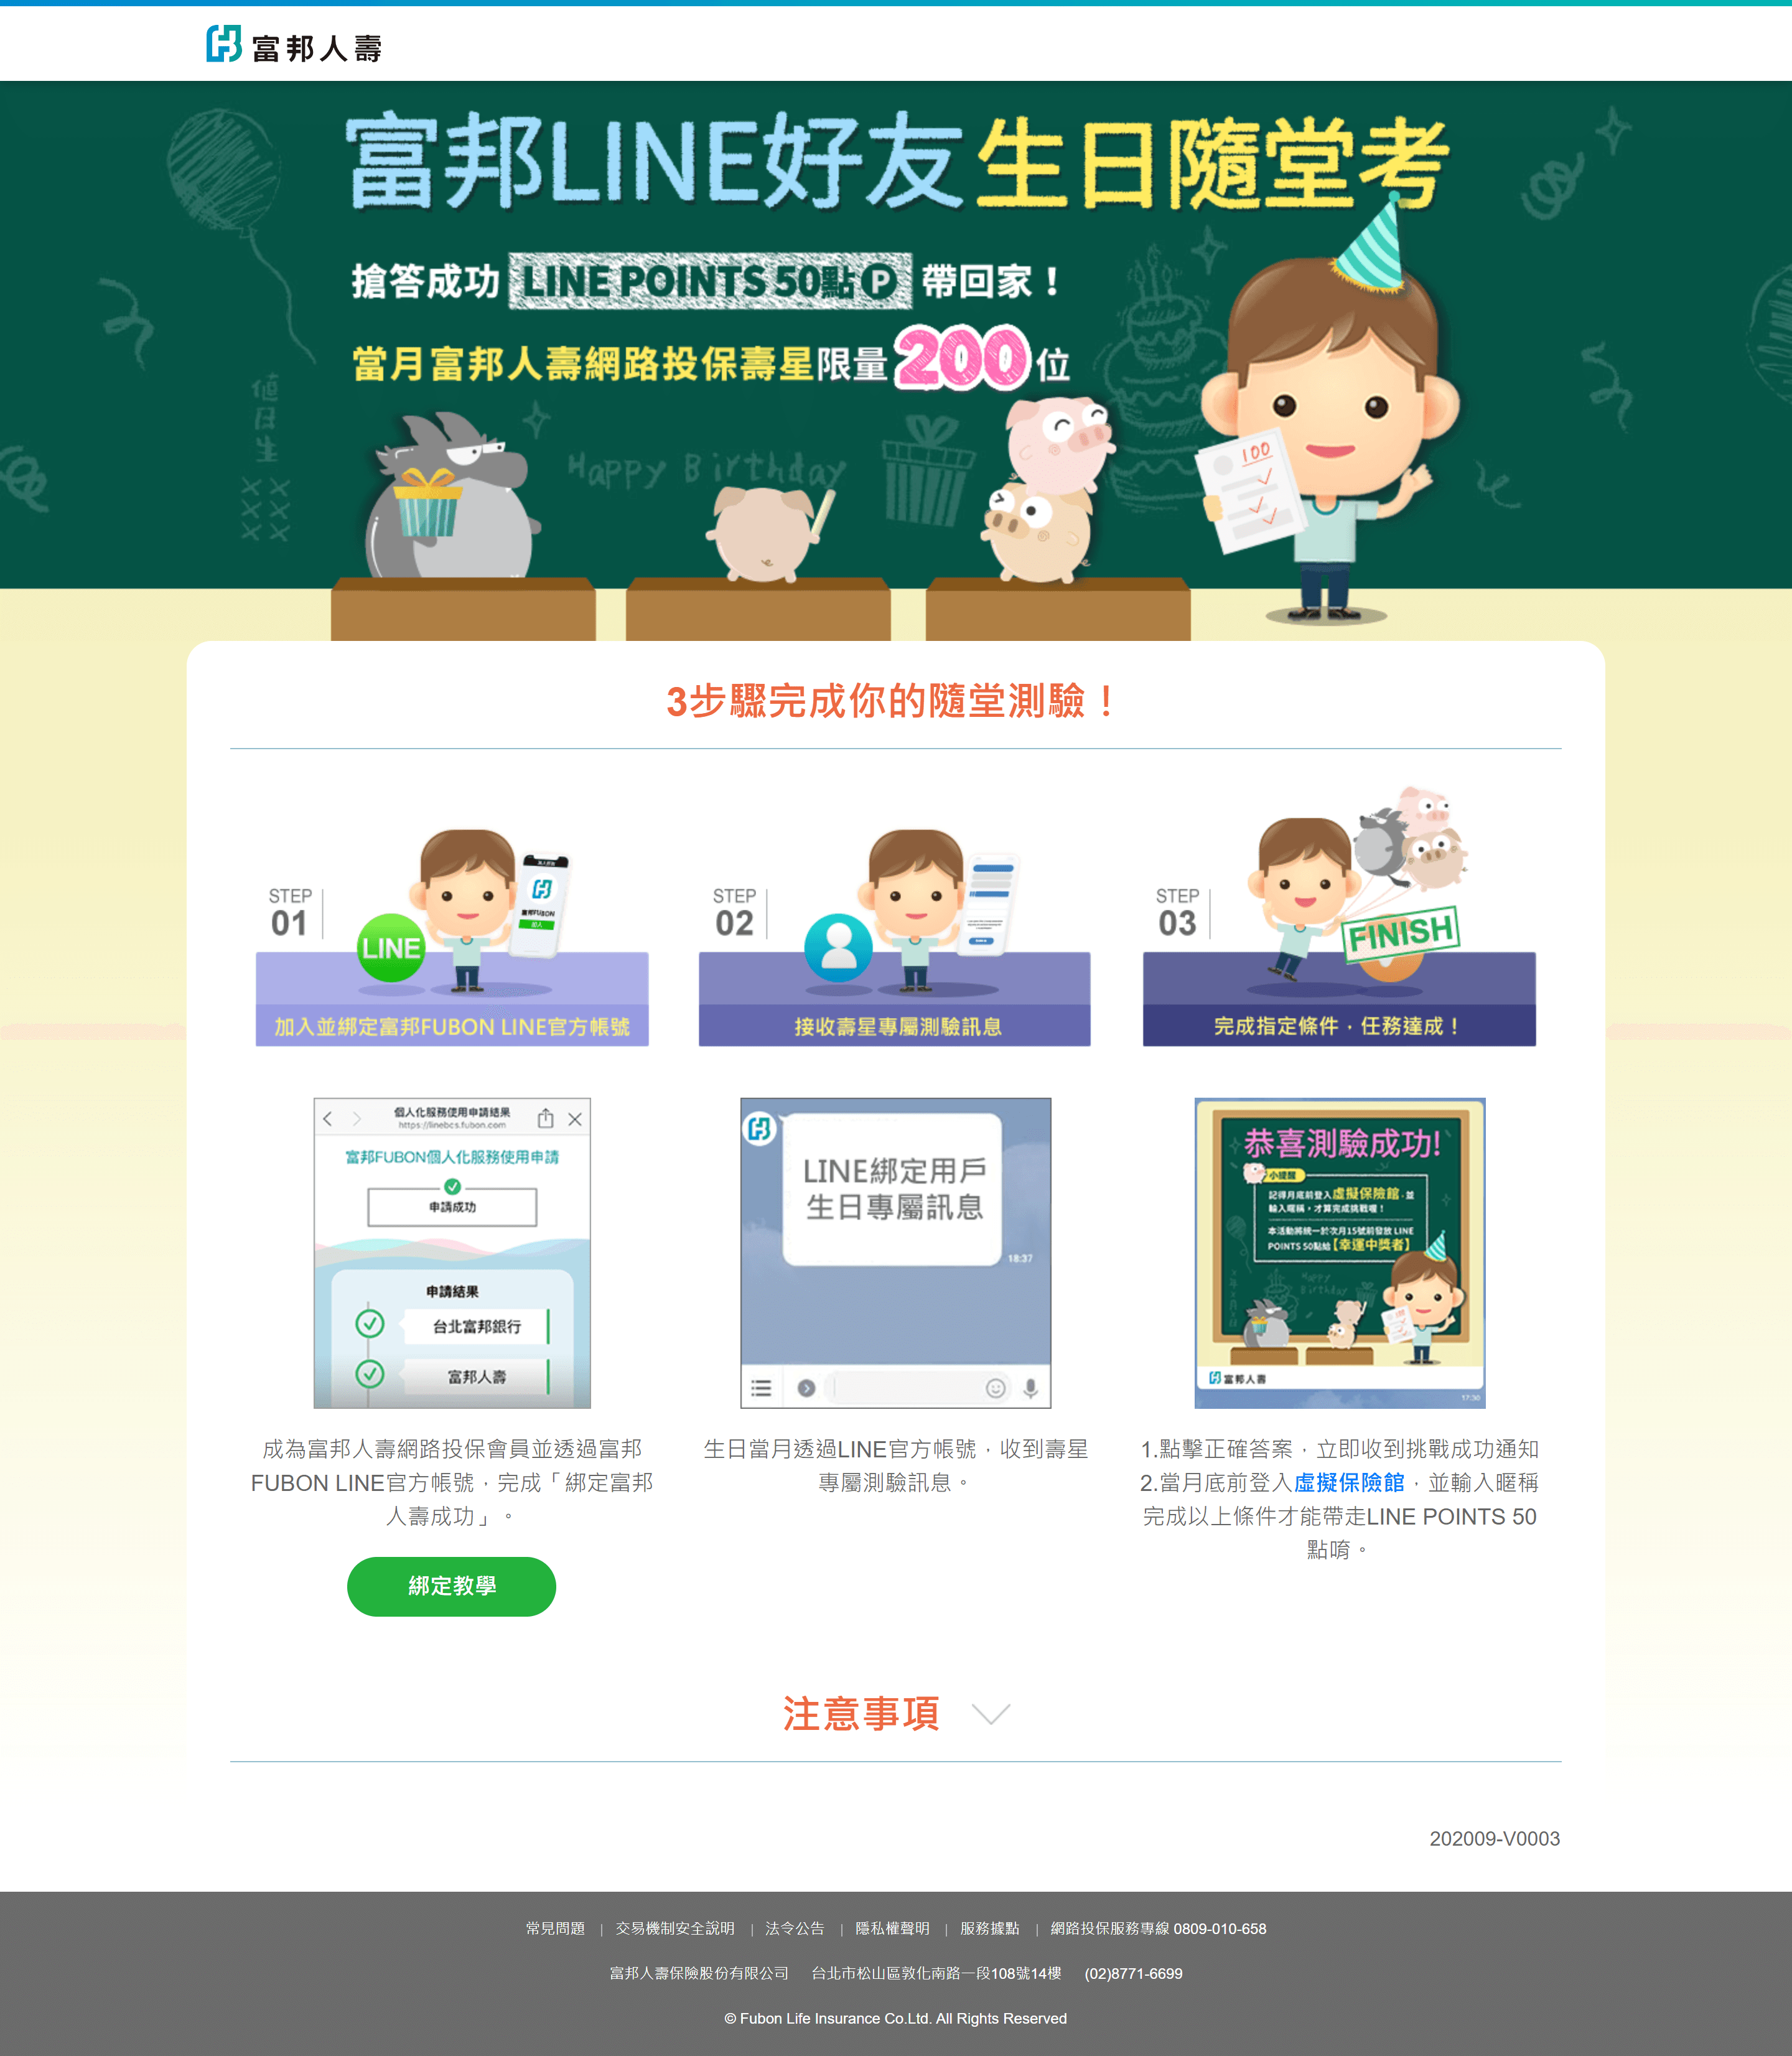 富邦人壽
富邦LINE好友生日隨堂考
搶答成功 LINE POINTS 50點 P 帶回家！
當月富邦人壽網路投保壽星限量200位
值日生
Happy Birthday
100
3步驟完成你的隨堂測驗！
STEP
01
LINE
富邦FUBON
加入
加入並綁定富邦FUBON LINE官方帳號
STEP
02
接收壽星專屬測驗訊息
STEP
03
FINISH
完成指定條件，任務達成！
個人化服務使用申請結果
https://linebcs.fubon.com
富邦FUBON個人化服務使用申請
申請成功
申請結果
台北富邦銀行
富邦人壽
LINE綁定用戶
生日專屬訊息
18:37
恭喜測驗成功!
小提醒
記得月底前登入虛擬保險館，並
輸入暱稱，才算完成挑戰喔！
本活動將統一於次月15號前發放 LINE
POINTS 50點給【幸運中獎者】
Happy Birthday
富邦人壽
17:30
成為富邦人壽網路投保會員並透過富邦
FUBON LINE官方帳號，完成「綁定富邦
人壽成功」。
綁定教學
生日當月透過LINE官方帳號，收到壽星
專屬測驗訊息。
1.點擊正確答案，立即收到挑戰成功通知
2.當月底前登入虛擬保險館，並輸入暱稱
完成以上條件才能帶走LINE POINTS 50
點唷。
注意事項
202009-V0003
常見問題 | 交易機制安全說明 | 法令公告 | 隱私權聲明 | 服務據點 | 網路投保服務專線 0809-010-658
富邦人壽保險股份有限公司 台北市松山區敦化南路一段108號14樓 (02)8771-6699
© Fubon Life Insurance Co.Ltd. All Rights Reserved